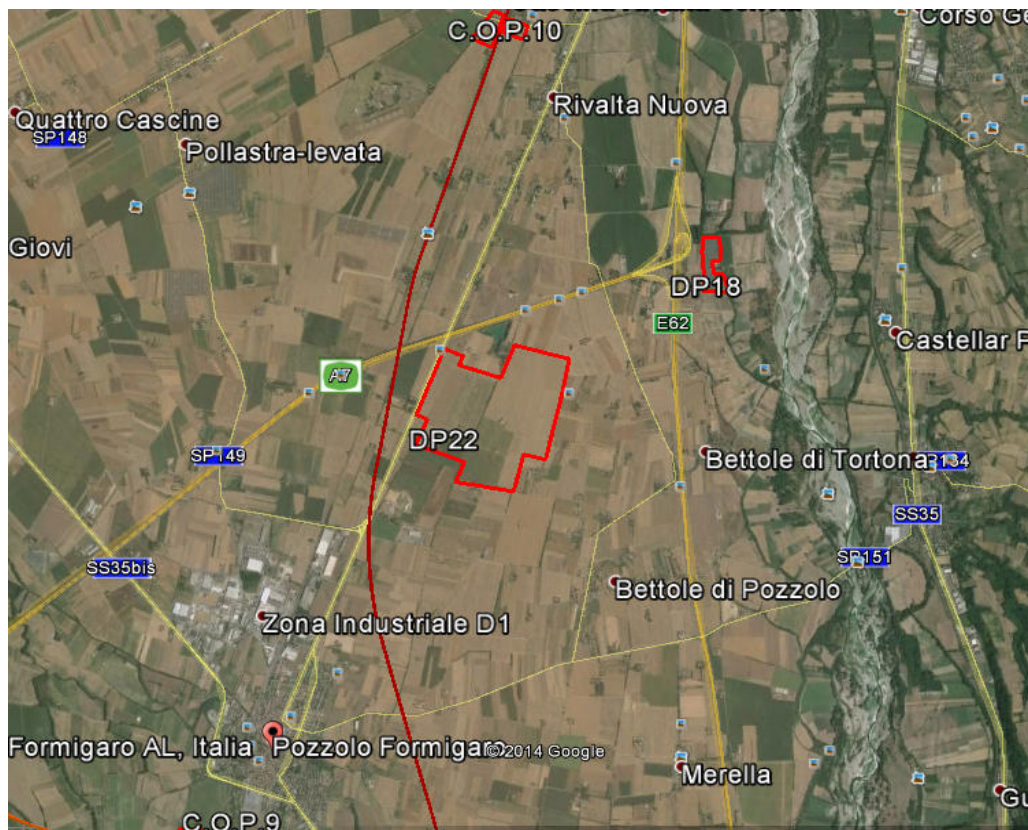 C.O.P.10
Corso Go
Quattro Cascine
SP148
Rivalta Nuova
Pollastra-levata
Giovi
DP18
E62
Castellar P
A7
DP22
SP149
Bettole di Tortona
SP134
SS35
SP151
SS35bis
Bettole di Pozzolo
Zona Industriale D1
Formigaro AL, Italia
Pozzolo Formigaro
©2014 Google
Merella
Gu
C.O.P.9